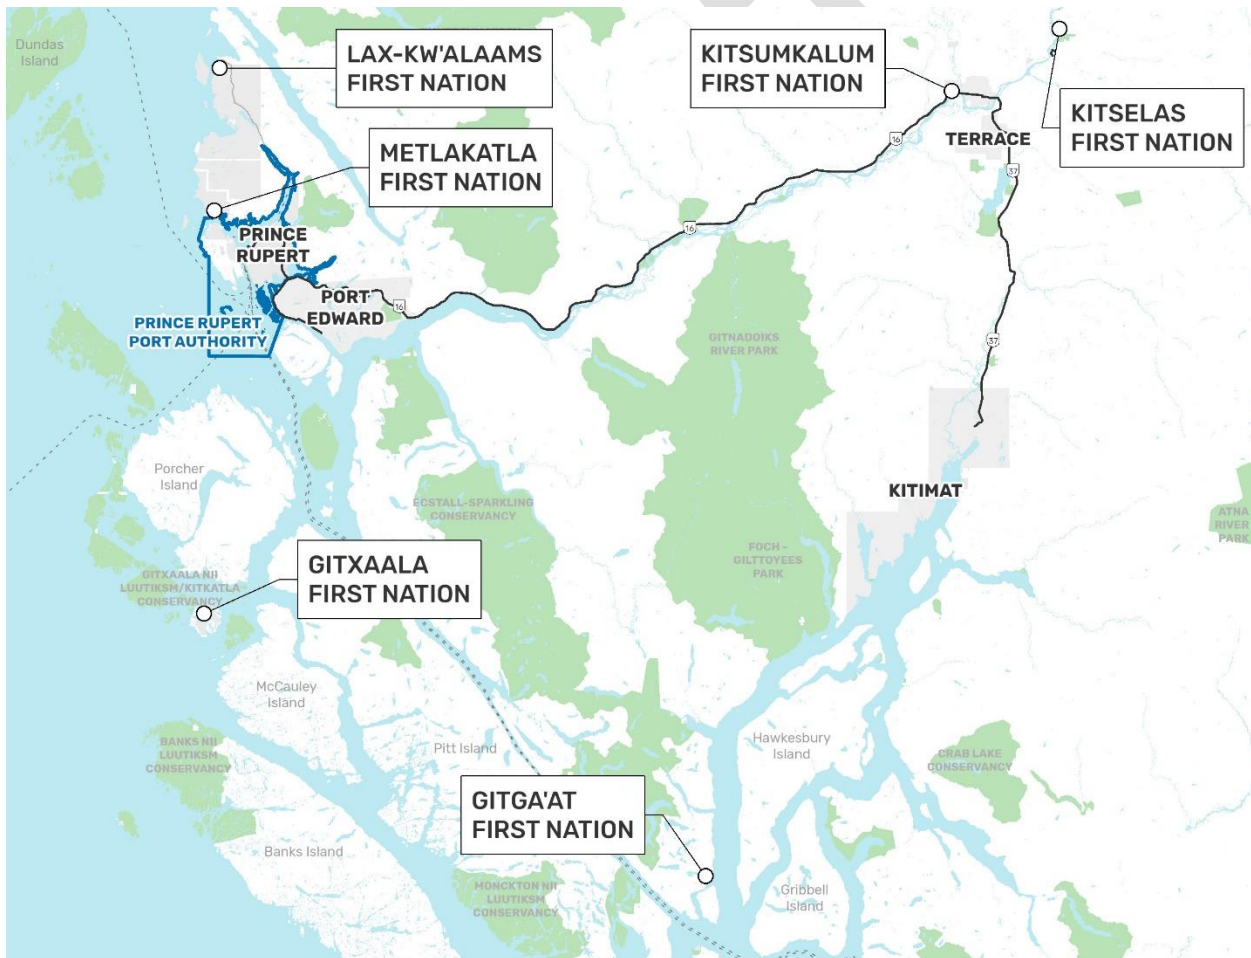 Dundas
Island
LAX-KW'ALAAMS
FIRST NATION
KITSUMKALUM
FIRST NATION
KITSELAS
FIRST NATION
METLAKATLA
FIRST NATION
TERRACE
16
37
16
PRINCE
RUPERT
PORT
EDWARD
16
PRINCE RUPERT
PORT AUTHORITY
GITNADOIKS
RIVER PARK
37
Porcher
Island
KITIMAT
ECSTALL-SPARKLING
CONSERVANCY
ATNA
RIVER
PARK
FOCH -
GILTTOYEES
PARK
GITXAALA
FIRST NATION
GITXAALA NII
LUUTIKSM/KITKATLA
CONSERVANCY
McCauley
Island
Pitt Island
Hawkesbury
Island
BANKS NII
LUUTIKSM
CONSERVANCY
CRAB LAKE
CONSERVANCY
GITGA'AT
FIRST NATION
Banks Island
MONCKTON NII
LUUTIKSM
CONSERVANCY
Gribbell
Island